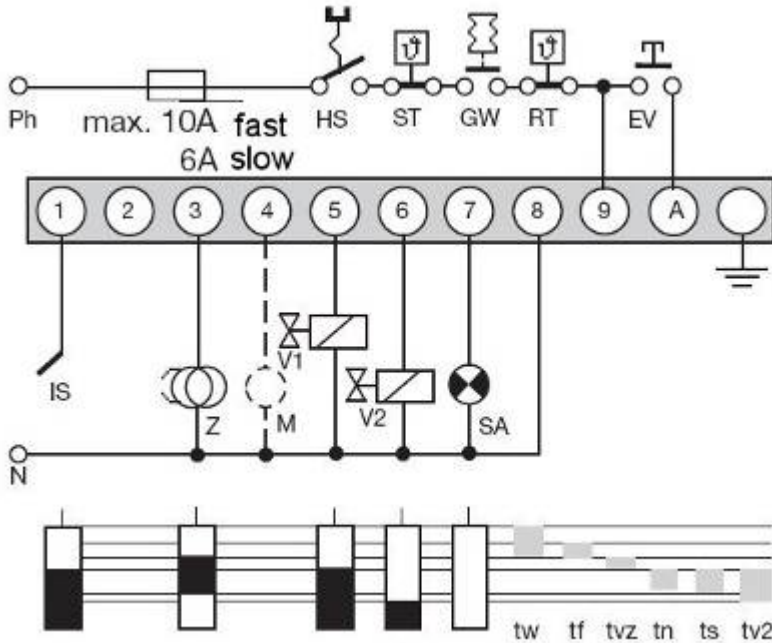 ϑ ϑ
Ph max. 10A fast HS ST GW RT EV
6A slow
1 2 3 4 5 6 7 8 9 A
V1
IS Z M V2 SA
N
tw tf tvz tn ts tv2